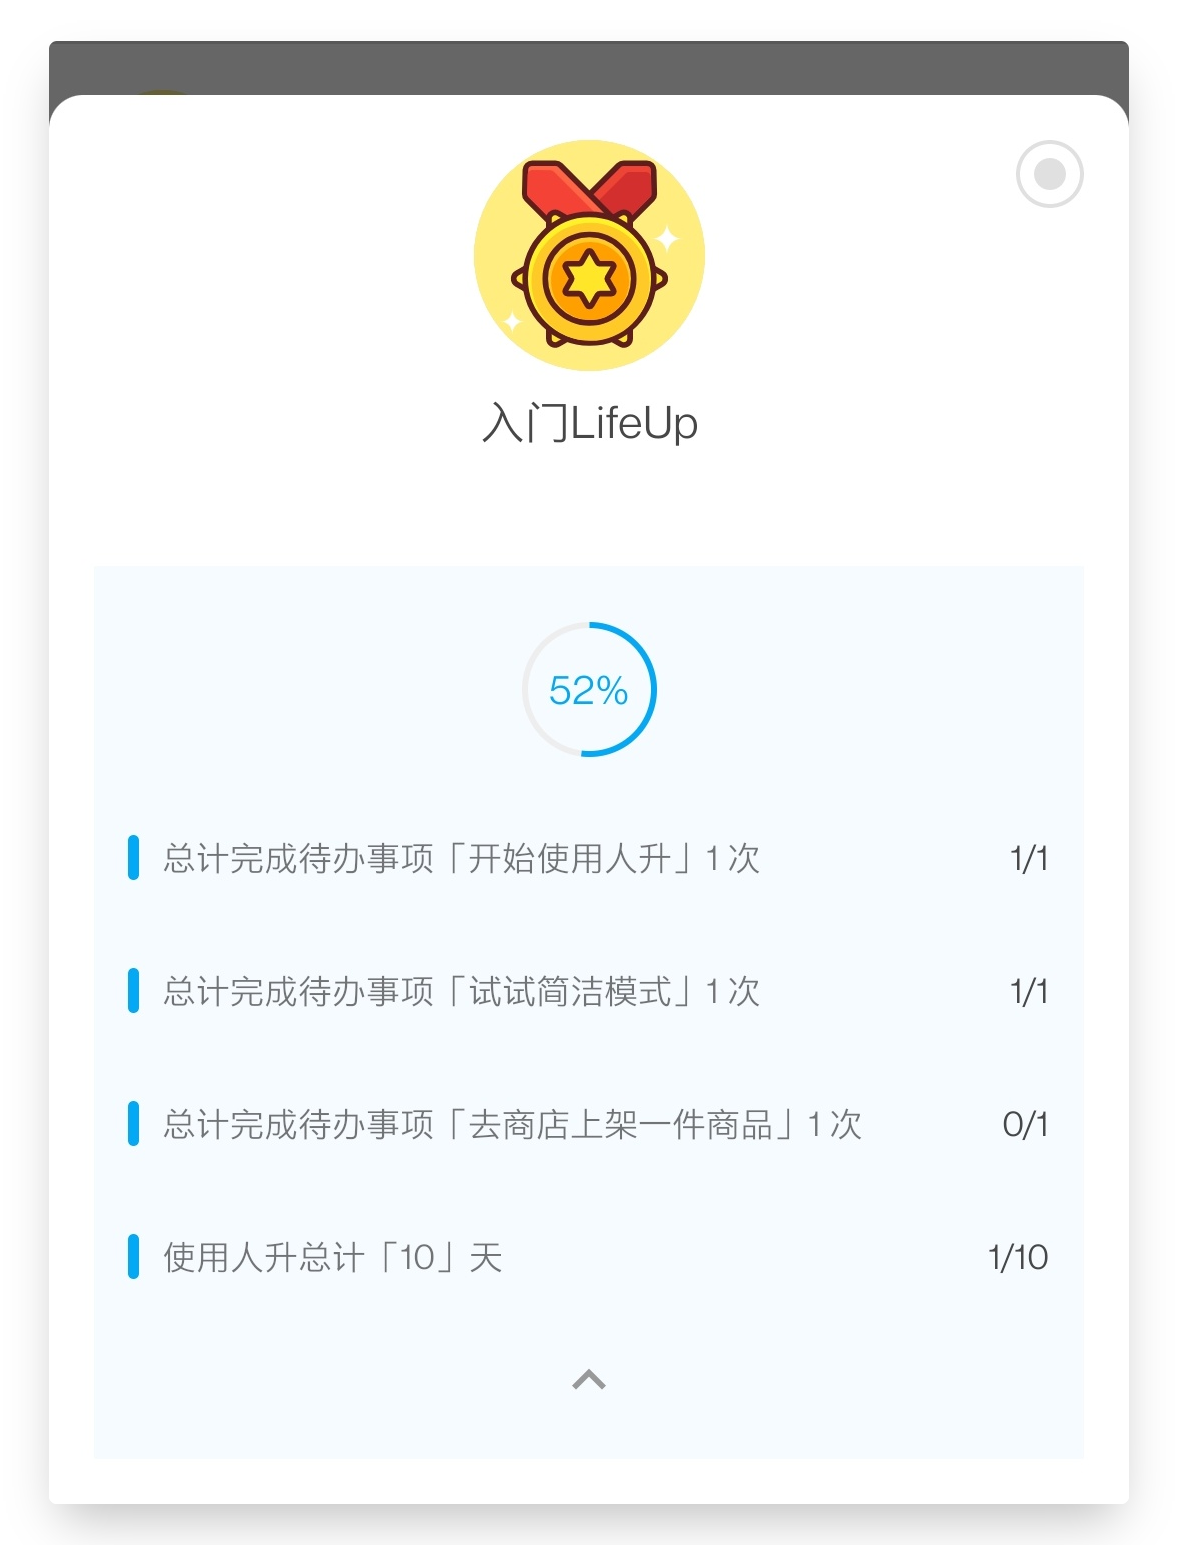 入门LifeUp
52%
总计完成待办事项「开始使用人升」1 次
1/1
总计完成待办事项「试试简洁模式」1 次
1/1
总计完成待办事项「去商店上架一件商品」1 次
0/1
使用人升总计「10」天
1/10